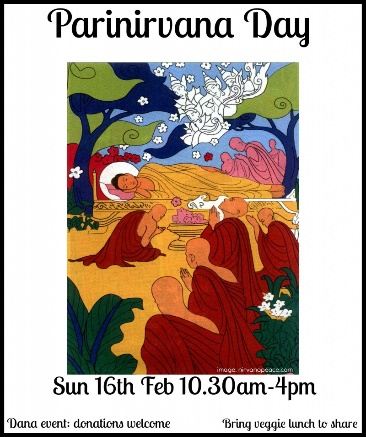 Parinirvana Day
image: nirvanapeace.com
Sun 16th Feb 10.30am-4pm
Dana event: donations welcome
Bring veggie lunch to share